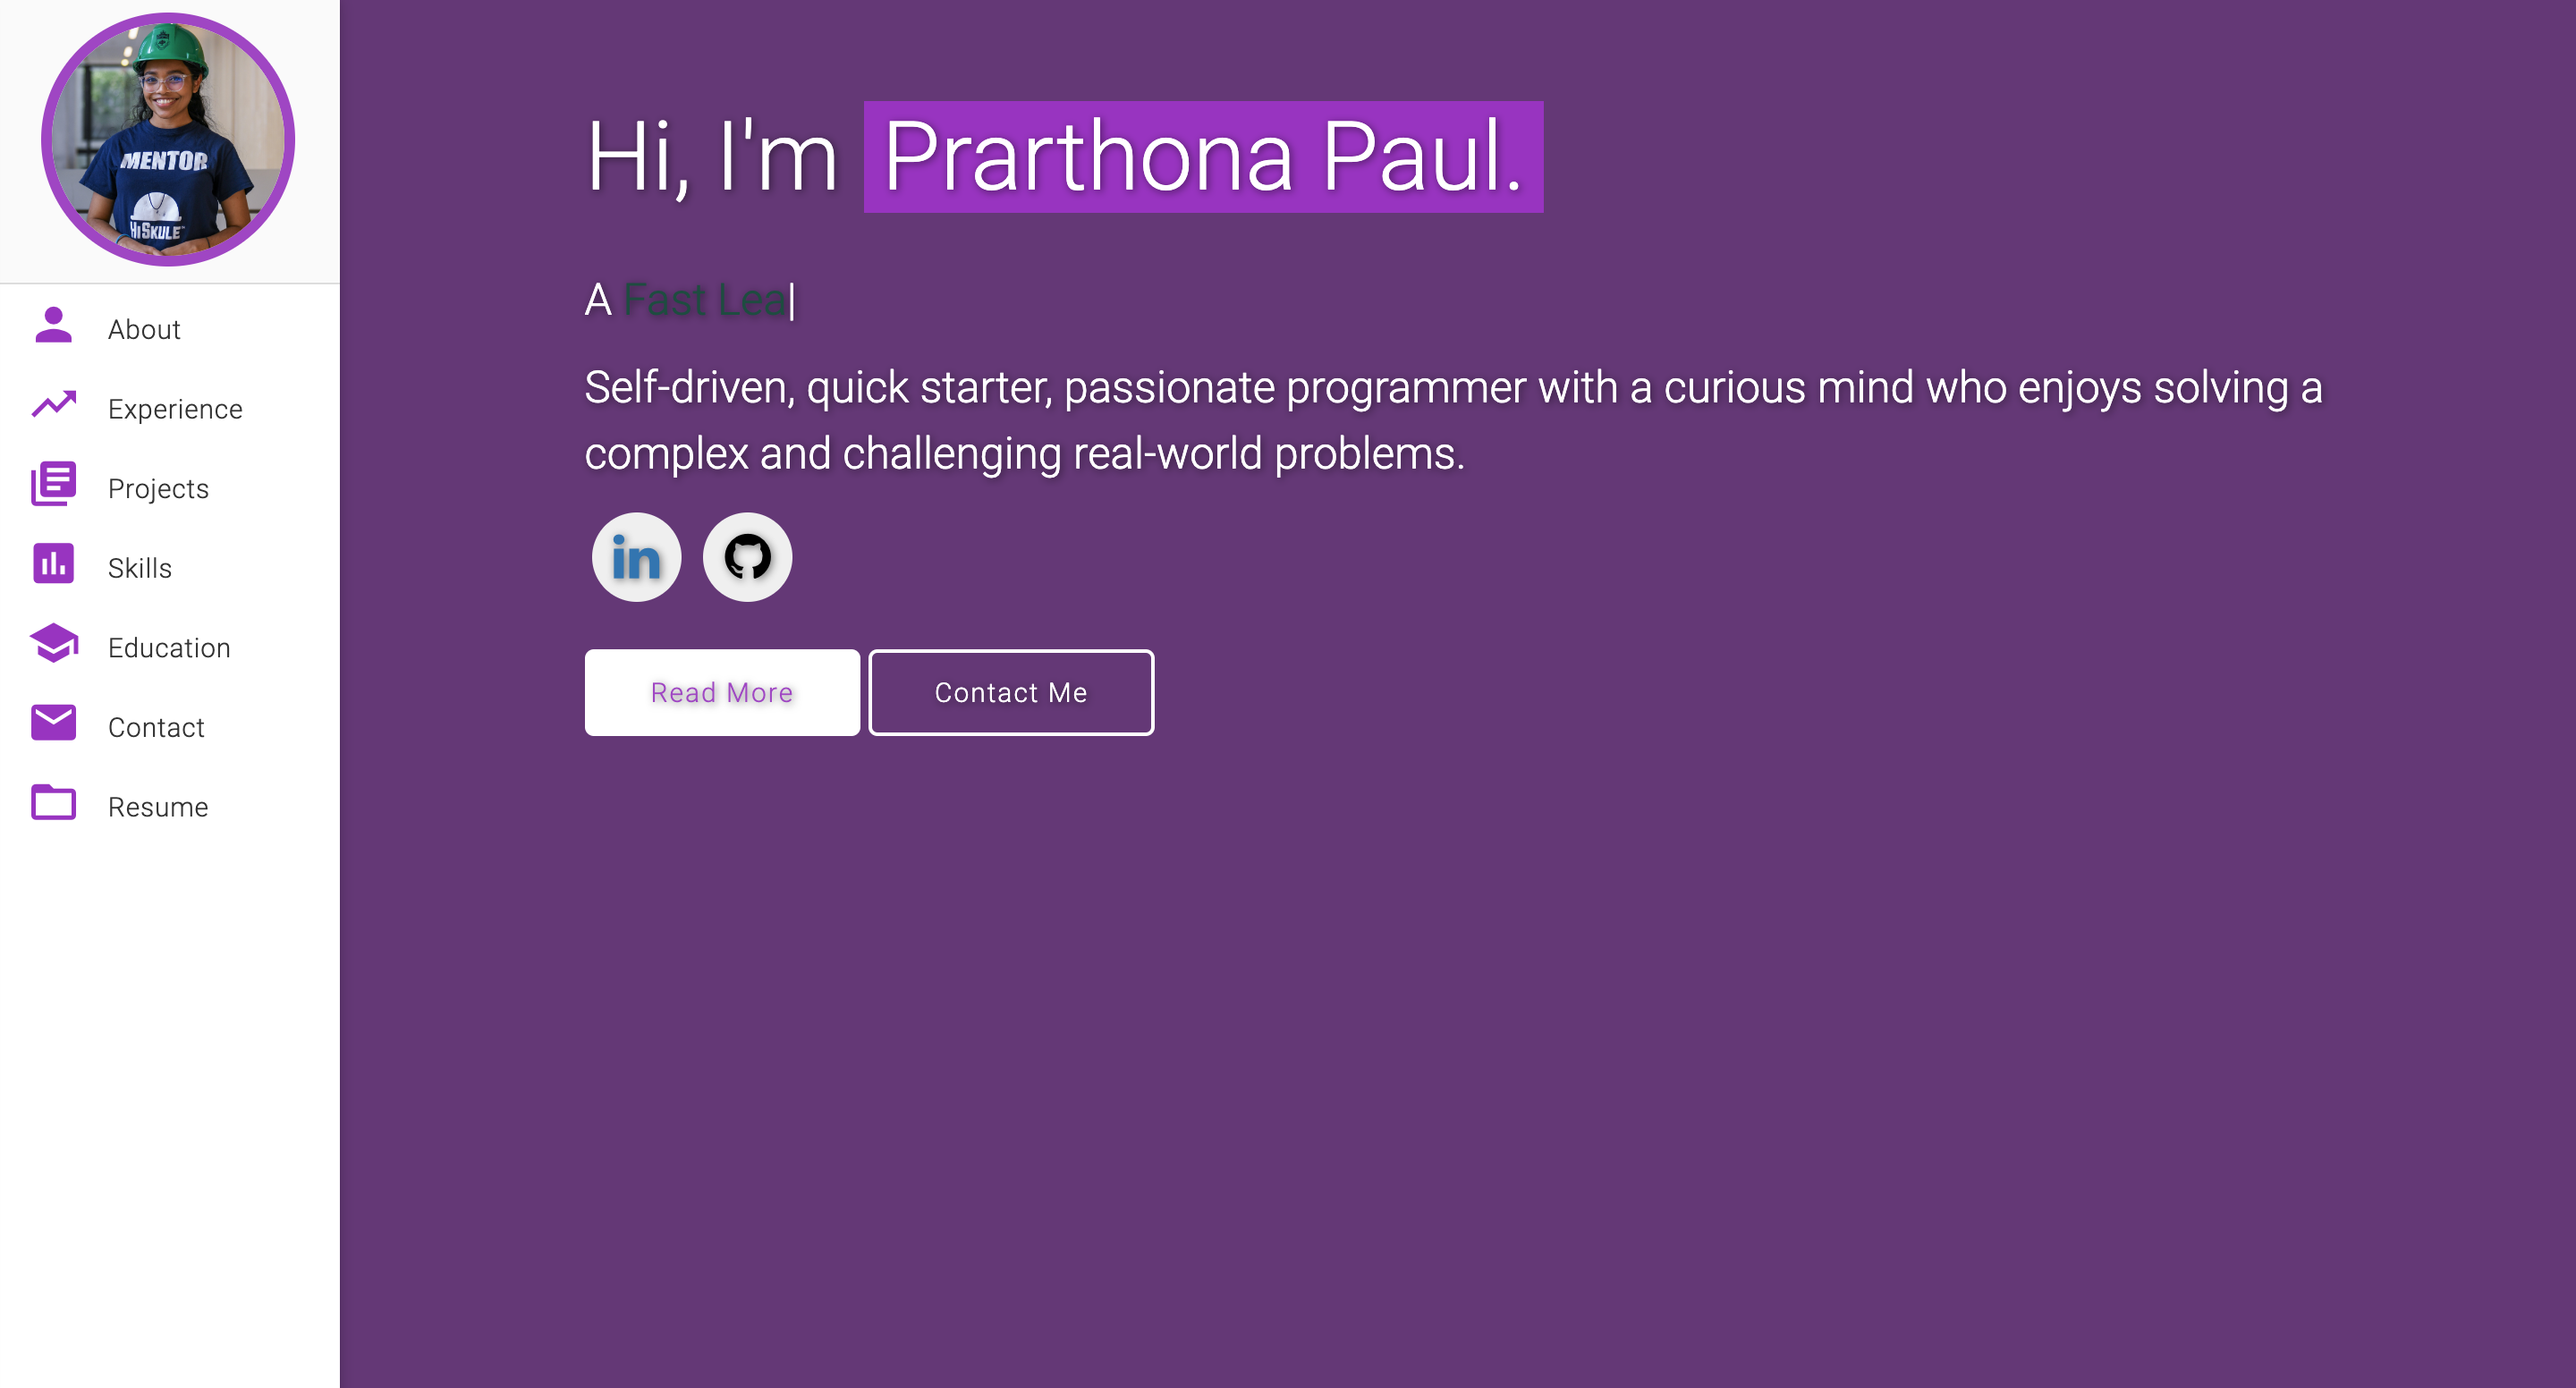 MENTOR
HISKULE
About
Experience
Projects
Skills
Education
Contact
Resume
Hi, I'm Prarthona Paul.
A Fast Lea|
Self-driven, quick starter, passionate programmer with a curious mind who enjoys solving a
complex and challenging real-world problems.
in
Read More
Contact Me